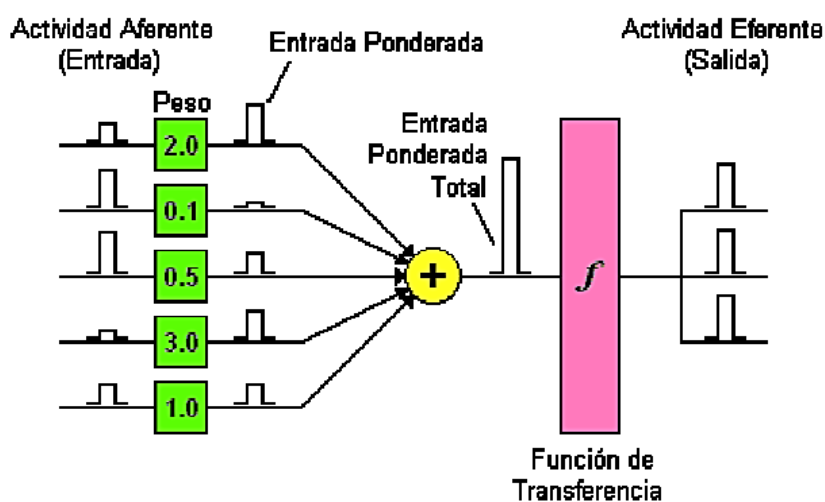 Actividad Aferente
(Entrada)
Entrada Ponderada
Actividad Eferente
(Salida)
Peso
2.0
0.1
0.5
3.0
1.0
Entrada
Ponderada
Total
+
f
Función de
Transferencia